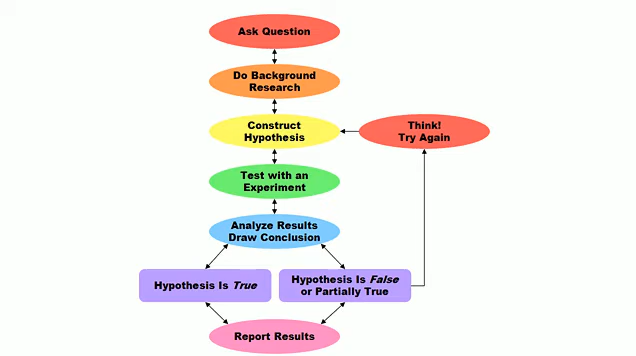 Ask Question
Do Background
Research
Construct
Hypothesis
Think!
Try Again
Test with an
Experiment
Analyze Results
Draw Conclusion
Hypothesis Is True
Hypothesis Is False
or Partially True
Report Results